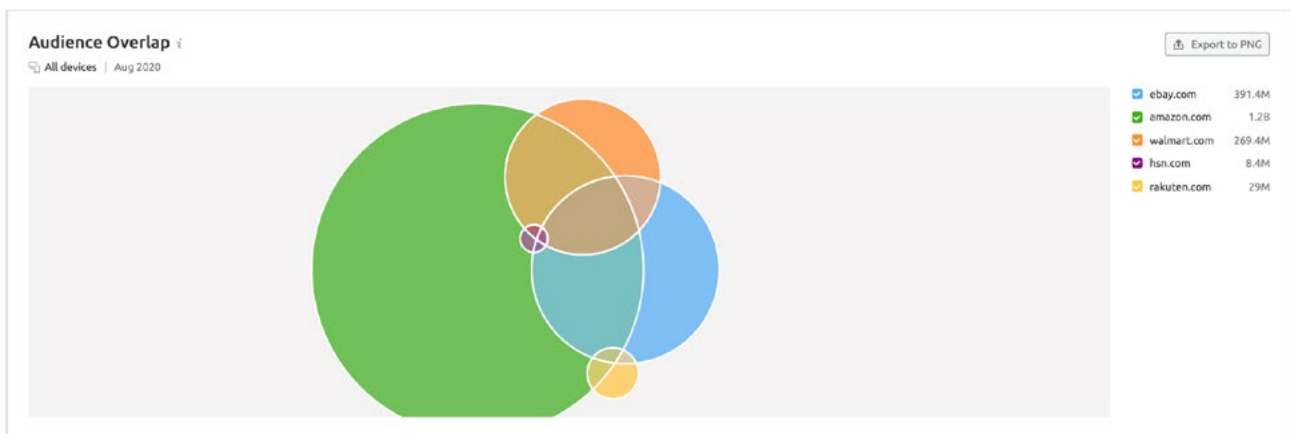 Audience Overlap i
Export to PNG
All devices | Aug 2020
ebay.com 391.4M
amazon.com 1.2B
walmart.com 269.4M
hsn.com 8.4M
rakuten.com 29M